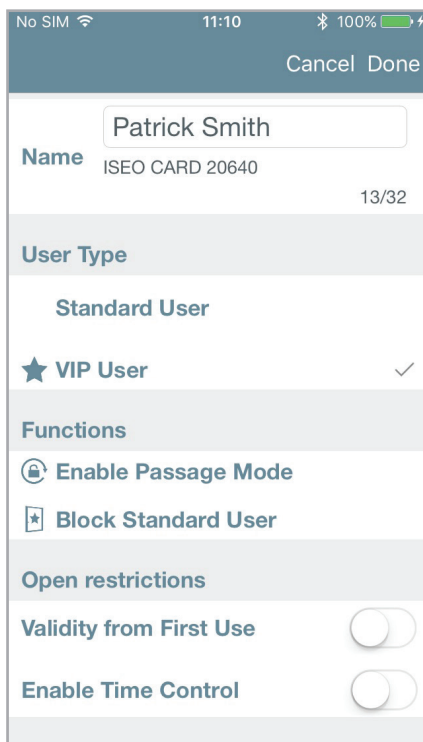 No SIM 11:10 100%
Cancel Done
Patrick Smith
Name
ISEO CARD 20640
13/32
User Type
Standard User
VIP User
Functions
Enable Passage Mode
Block Standard User
Open restrictions
Validity from First Use
Enable Time Control